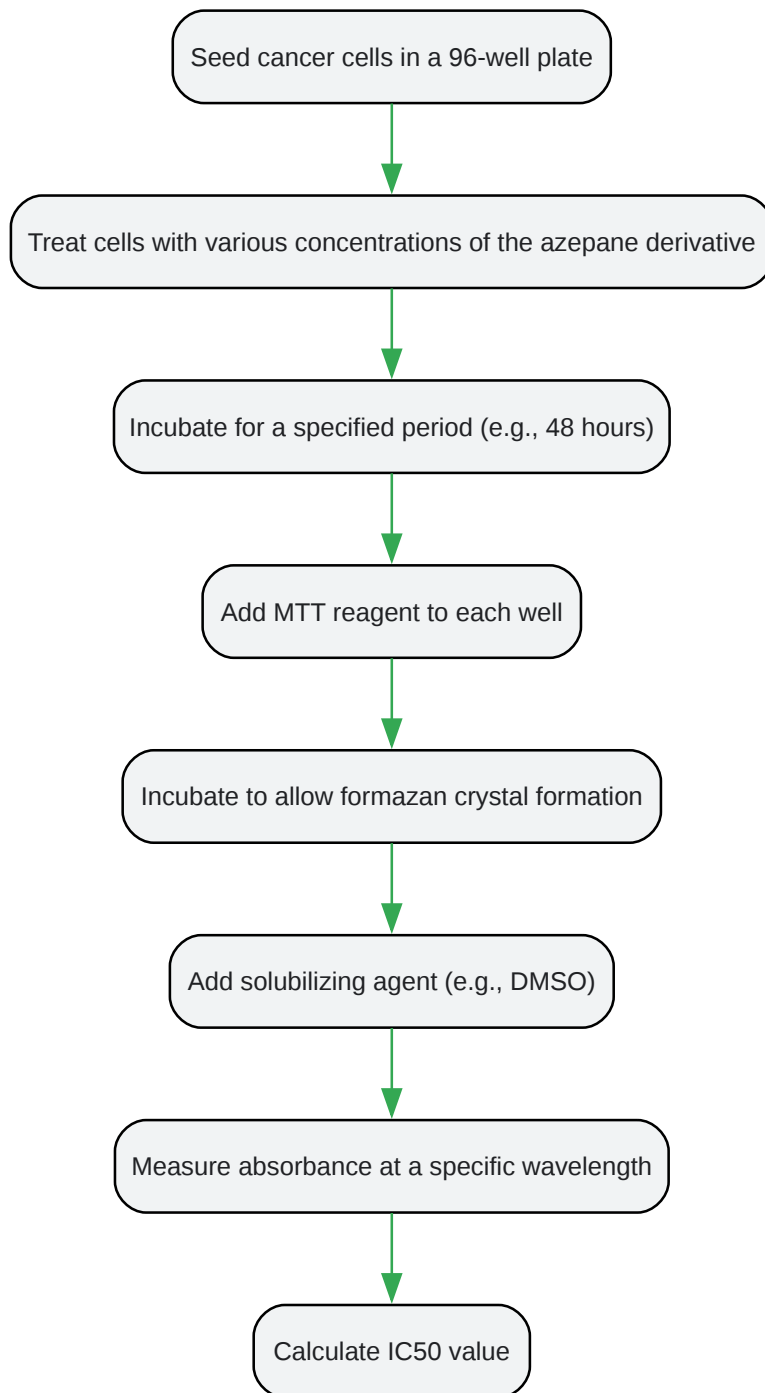 Seed cancer cells in a 96-well plate
Treat cells with various concentrations of the azepane derivative
Incubate for a specified period (e.g., 48 hours)
Add MTT reagent to each well
Incubate to allow formazan crystal formation
Add solubilizing agent (e.g., DMSO)
Measure absorbance at a specific wavelength
Calculate IC50 value